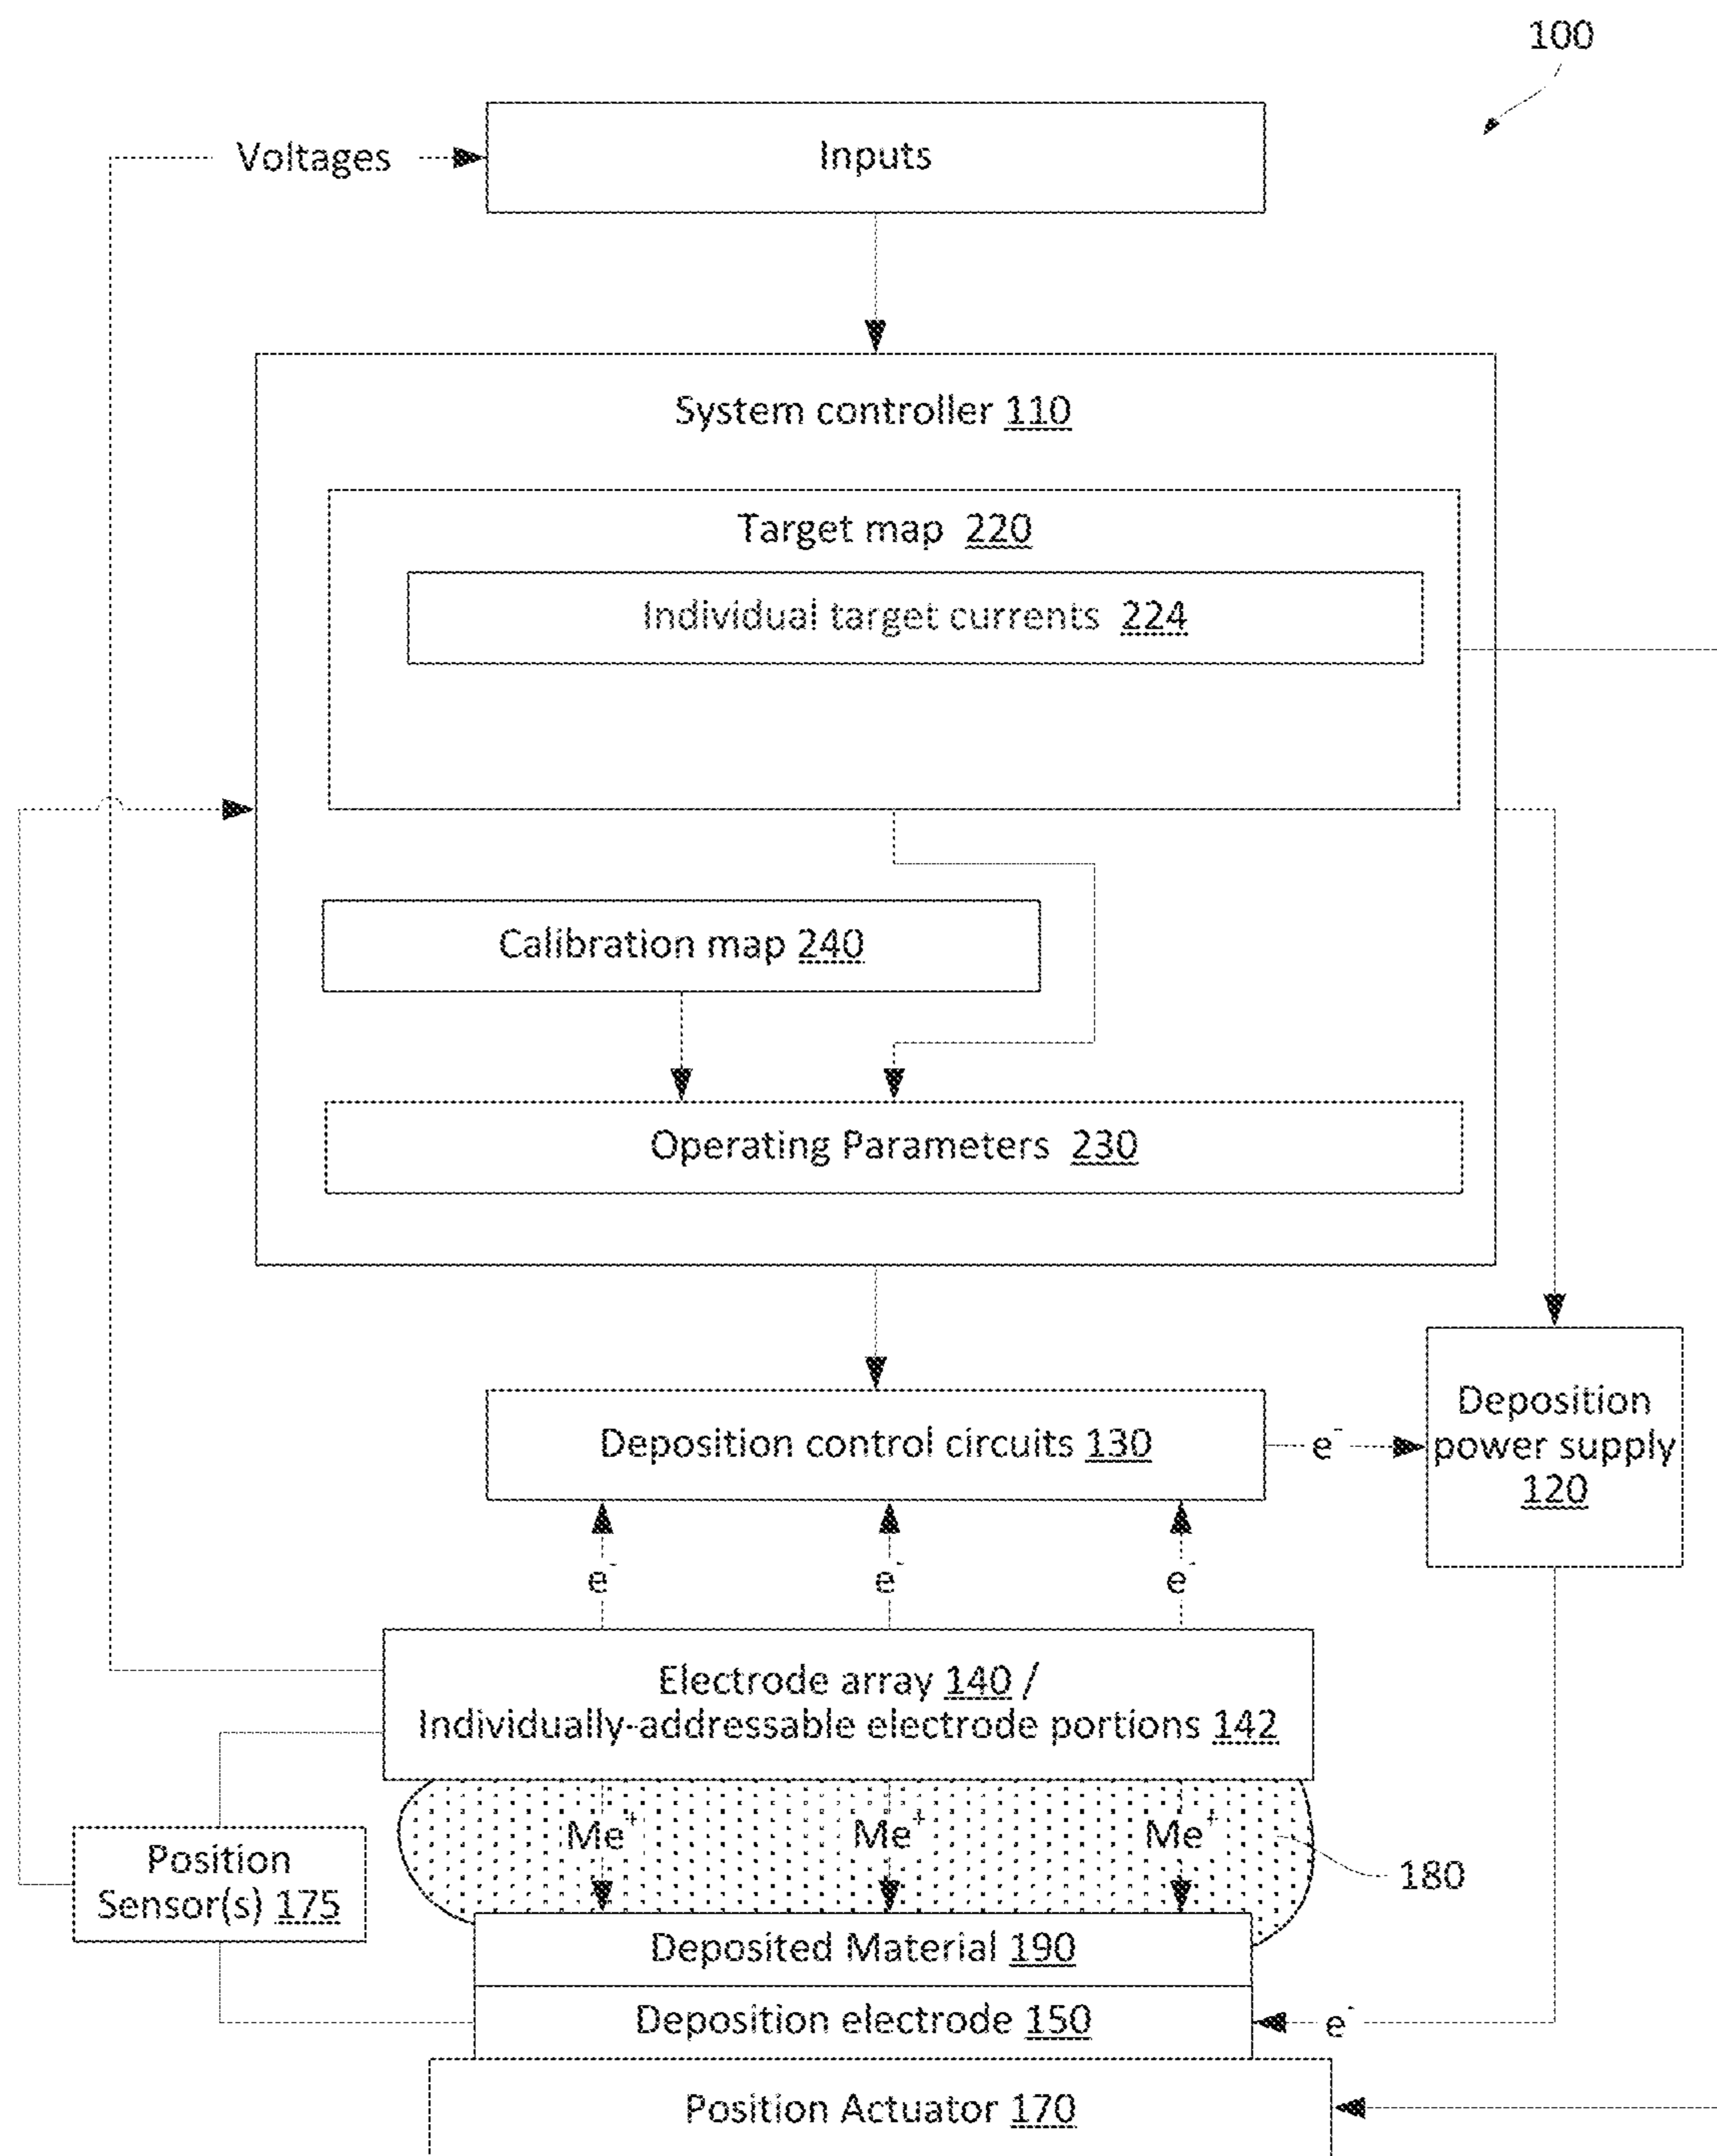 100
Voltages
Inputs
System controller 110
Target map 220
Individual target currents 224
Calibration map 240
Operating Parameters 230
Deposition control circuits 130
e⁻
Deposition
power supply
120
e⁻ e⁻ e⁻
Electrode array 140 /
Individually-addressable electrode portions 142
Me⁺ Me⁺ Me⁺
180
Position
Sensor(s) 175
Deposited Material 190
Deposition electrode 150
e⁻
Position Actuator 170